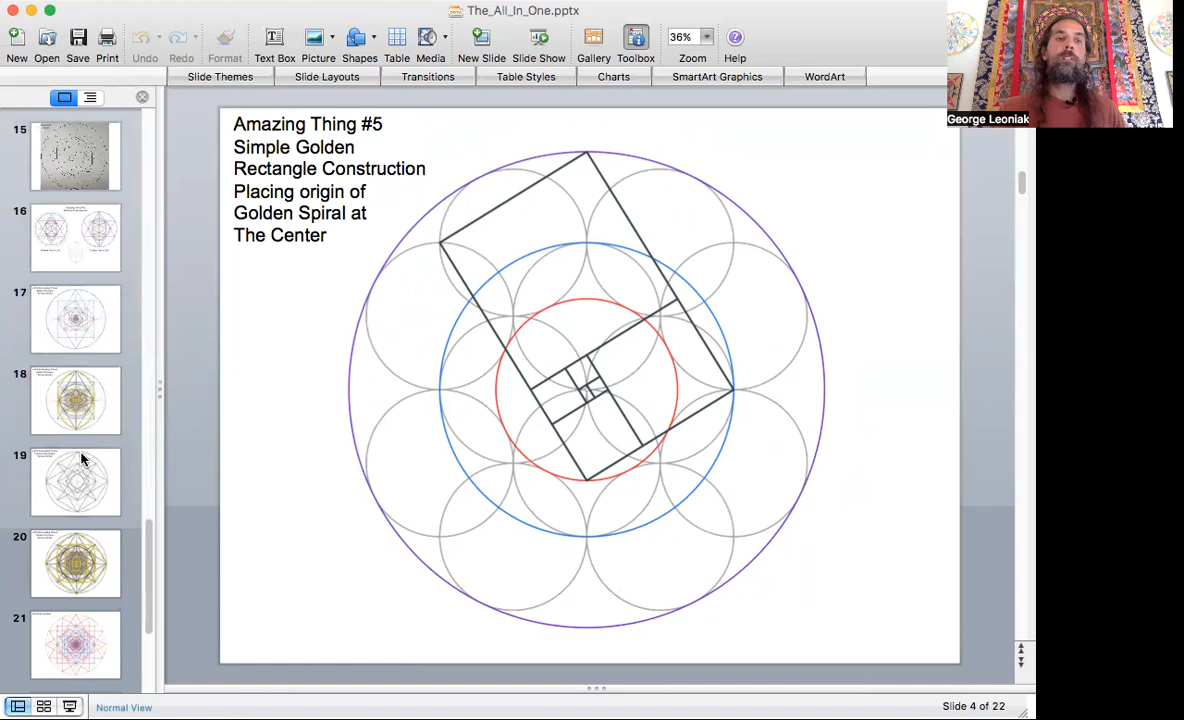 The_All_In_One.pptx
New Open Save Print Undo Redo Format Text Box Picture Shapes Table Media New Slide Slide Show Gallery Toolbox 36% Zoom Help
Slide Themes Slide Layouts Transitions Table Styles Charts SmartArt Graphics WordArt
George Leoniak
Amazing Thing #5
Simple Golden
Rectangle Construction
Placing origin of
Golden Spiral at
The Center
15
16
17
18
19
20
21
Normal View
Slide 4 of 22